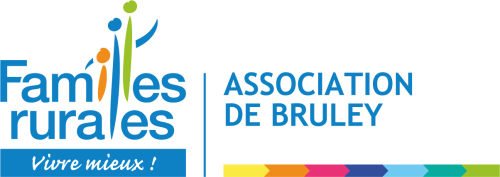 Familles
rurales
Vivre mieux !
ASSOCIATION
DE BRULEY